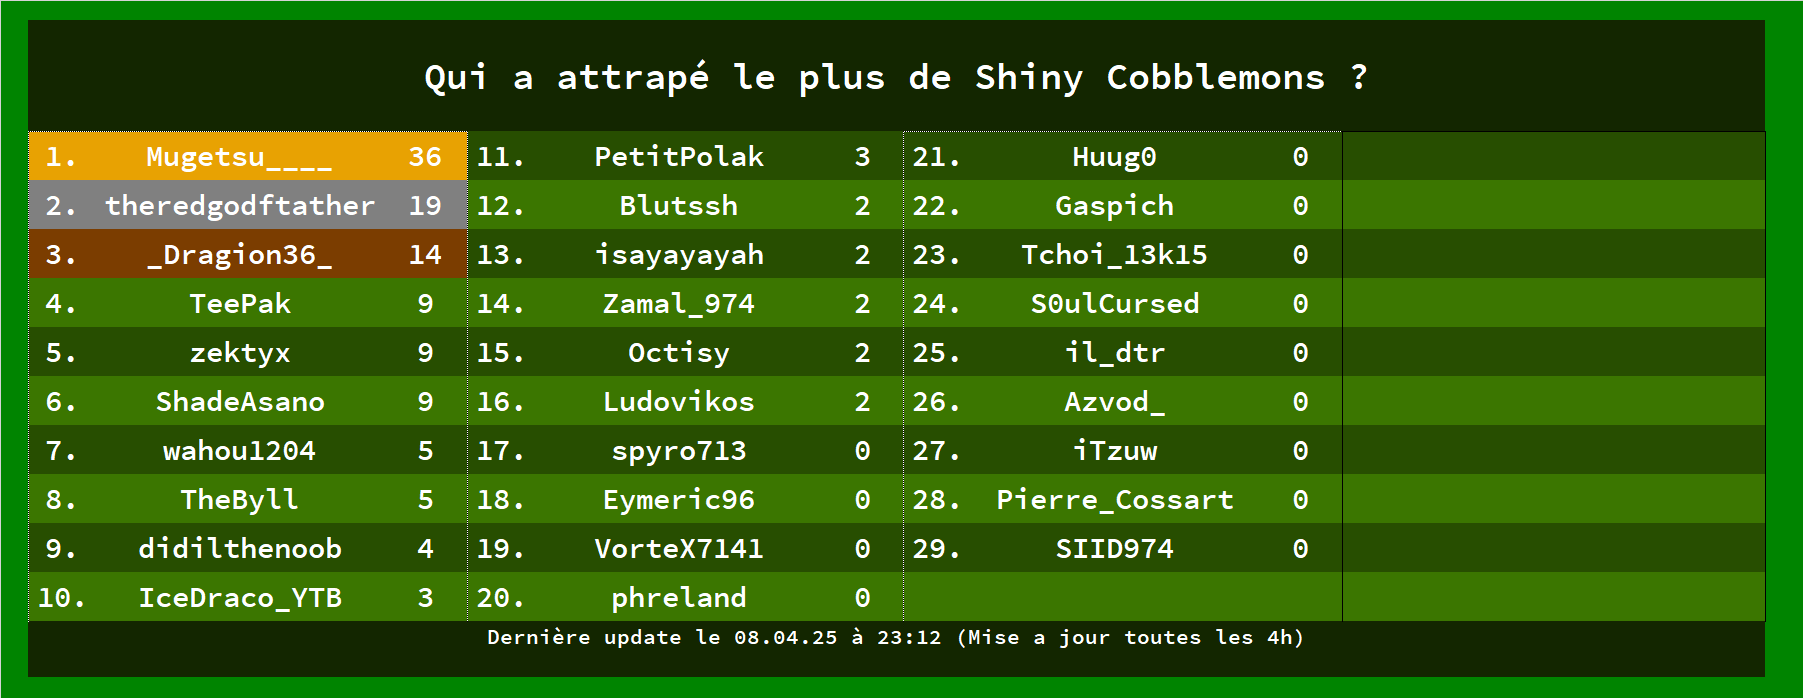 Qui a attrapé le plus de Shiny Cobblemons ?
1. Mugetsu____ 36
2. theredgodftather 19
3. _Dragion36_ 14
4. TeePak 9
5. zektyx 9
6. ShadeAsano 9
7. wahou1204 5
8. TheByll 5
9. didilthenoob 4
10. IceDraco_YTB 3
11. PetitPolak 3
12. Blutssh 2
13. isayayayah 2
14. Zamal_974 2
15. Octisy 2
16. Ludovikos 2
17. spyro713 0
18. Eymeric96 0
19. VorteX7141 0
20. phreland 0
21. Huug0 0
22. Gaspich 0
23. Tchoi_13k15 0
24. S0ulCursed 0
25. il_dtr 0
26. Azvod_ 0
27. iTzuw 0
28. Pierre_Cossart 0
29. SIID974 0
Dernière update le 08.04.25 à 23:12 (Mise a jour toutes les 4h)